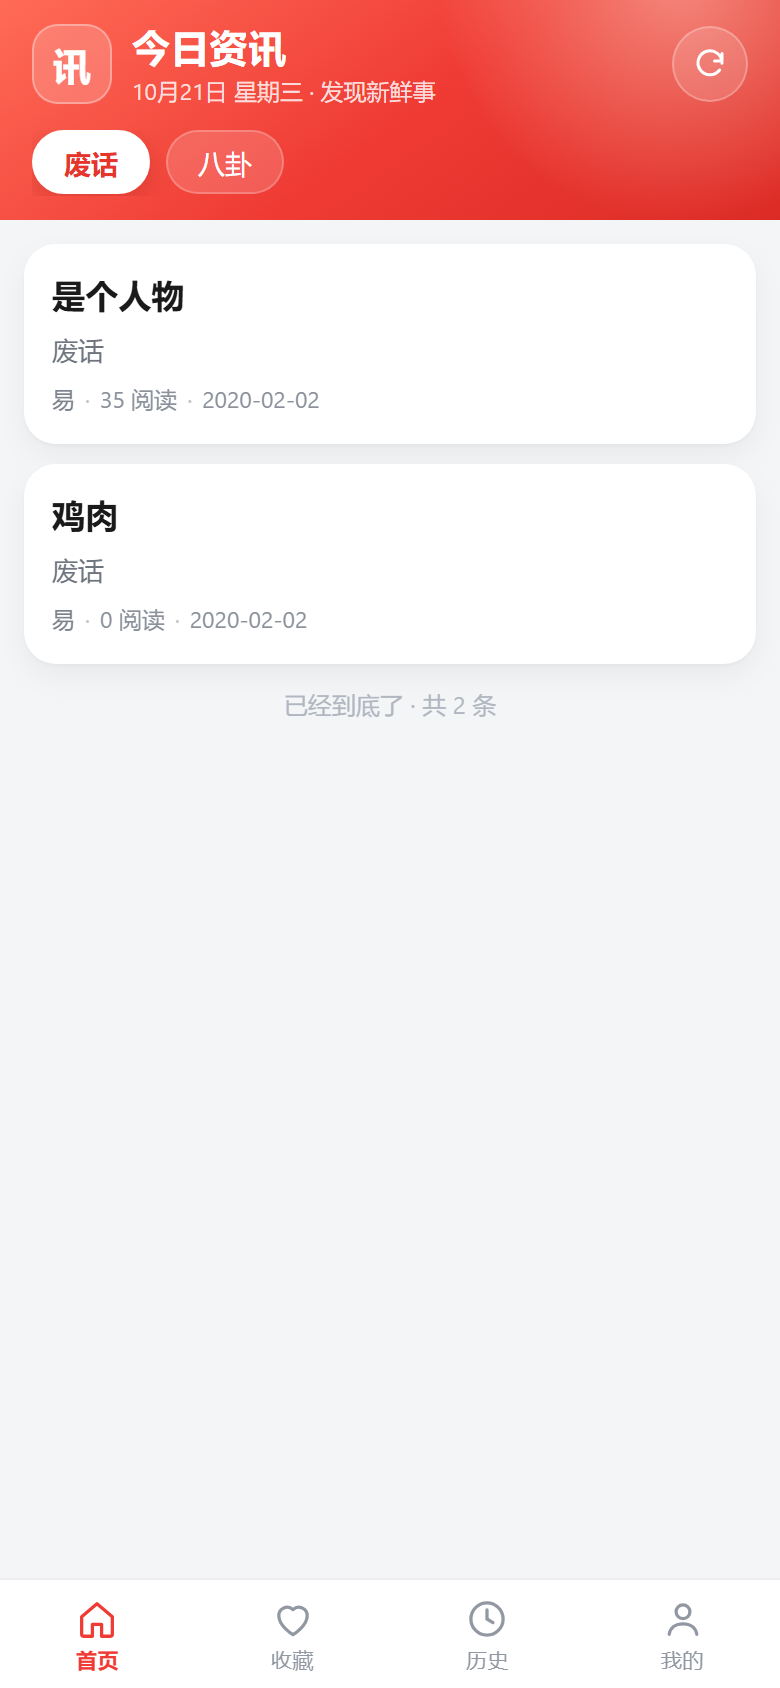 讯
今日资讯
10月21日 星期三 · 发现新鲜事
废话
八卦
是个人物
废话
易 · 35 阅读 · 2020-02-02
鸡肉
废话
易 · 0 阅读 · 2020-02-02
已经到底了 · 共 2 条
首页
收藏
历史
我的